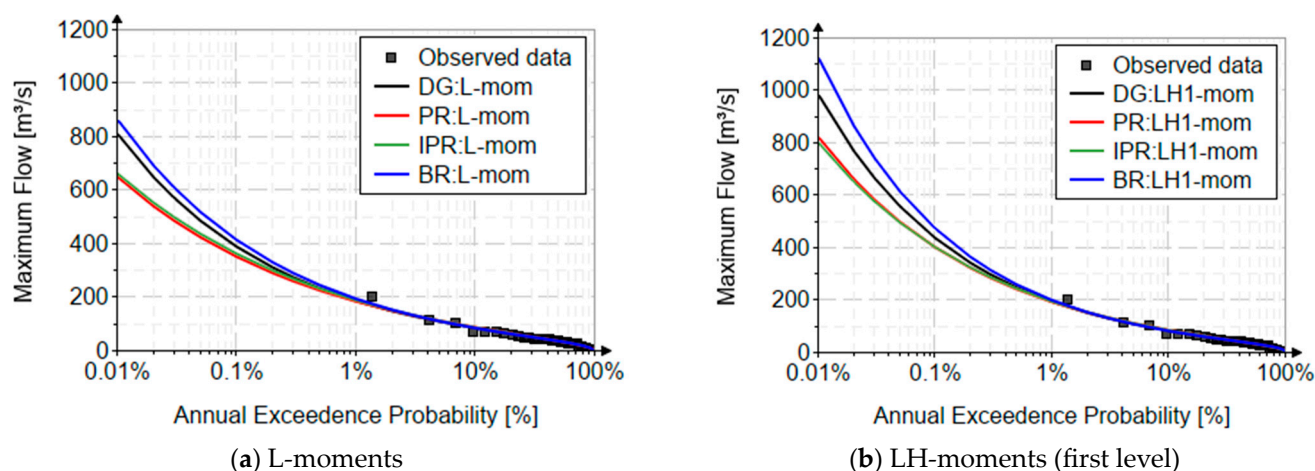 1200
1000
800
600
400
200
0
Maximum Flow [m³/s]
Observed data
DG:L-mom
PR:L-mom
IPR:L-mom
BR:L-mom
0.01% 0.1% 1% 10% 100%
Annual Exceedence Probability [%]
(a) L-moments
1200
1000
800
600
400
200
0
Maximum Flow [m³/s]
Observed data
DG:LH1-mom
PR:LH1-mom
IPR:LH1-mom
BR:LH1-mom
0.01% 0.1% 1% 10% 100%
Annual Exceedence Probability [%]
(b) LH-moments (first level)